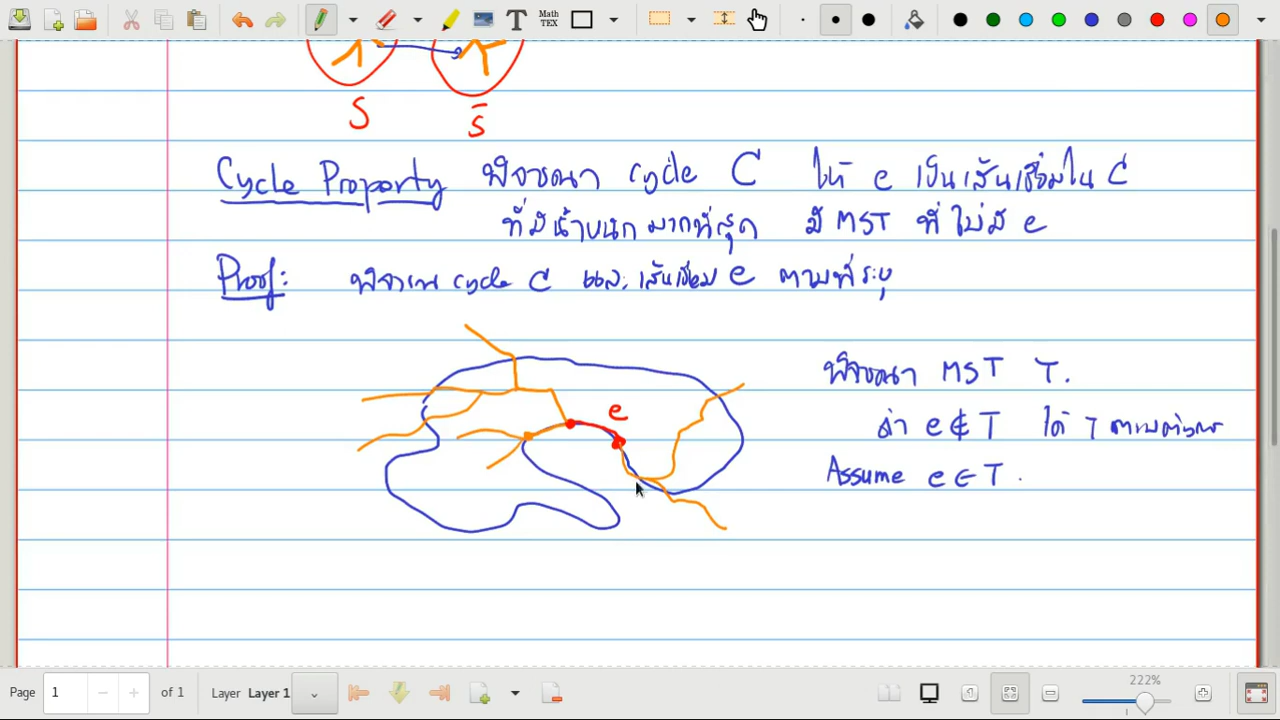 S
S̄
Cycle Property พิจารณา cycle C ให้ e เป็นเส้นเชื่อมใน C
ที่มีน้ำหนักมากที่สุด มี MST ที่ไม่มี e
Proof: พิจารณ cycle C และ เส้นเชื่อม e ตามที่ระบุ
e
พิจารณา MST T.
ถ้า e∉T ได้ T ตามต้องการ
Assume e∈T.
Math
TEX
T
Page 1 of 1 Layer Layer 1 222%